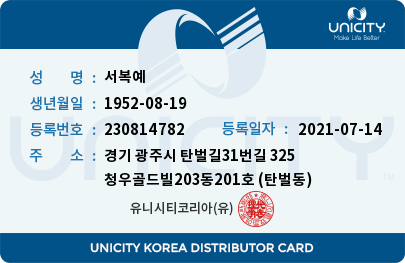 UNICITY
Make Life Better
성 명 : 서복예
생년월일 : 1952-08-19
등록번호 : 230814782 등록일자 : 2021-07-14
주 소 : 경기 광주시 탄벌길31번길 325
청우골드빌203동201호 (탄벌동)
유니시티코리아(유)
UNICITY
UNICITY KOREA DISTRIBUTOR CARD